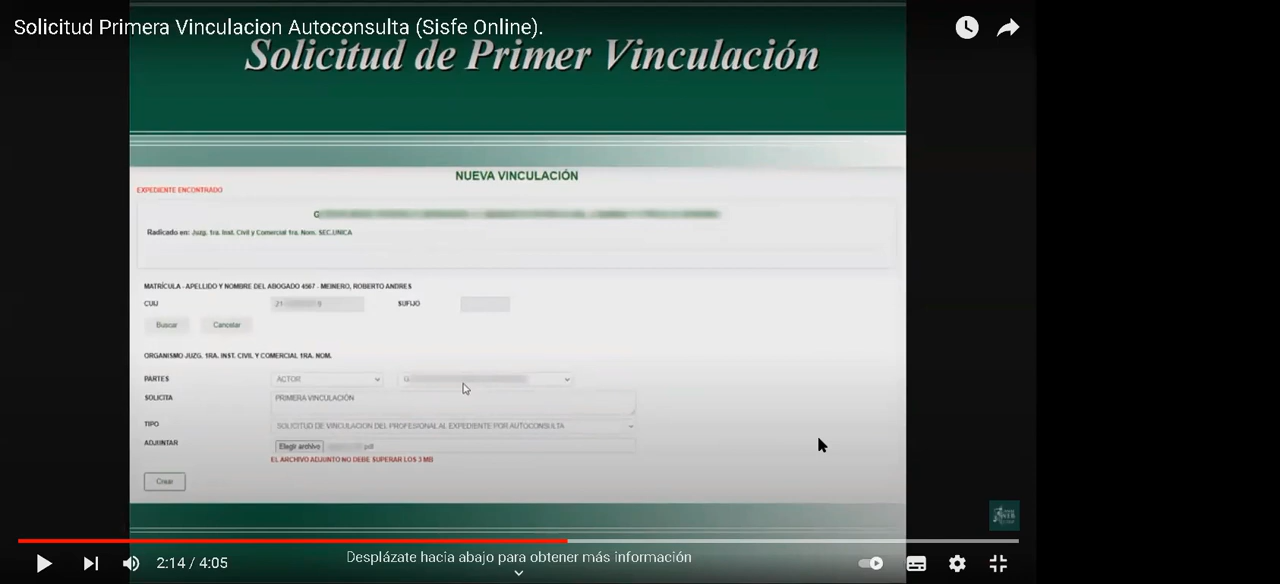 Solicitud Primera Vinculacion Autoconsulta (Sisfe Online).
Solicitud de Primer Vinculación
NUEVA VINCULACIÓN
EXPEDIENTE ENCONTRADO
G
Radicado en: Juzg. 1ra. Inst. Civil y Comercial 1ra. Nom. SEC.UNICA
MATRÍCULA - APELLIDO Y NOMBRE DEL ABOGADO 4567 - MEINERO, ROBERTO ANDRES
CUIJ 21 9 SUFIJO
Buscar Cancelar
ORGANISMO JUZG. 1RA. INST. CIVIL Y COMERCIAL 1RA. NOM.
PARTES ACTOR G
SOLICITA PRIMERA VINCULACIÓN
TIPO SOLICITUD DE VINCULACION DEL PROFESIONAL AL EXPEDIENTE POR AUTOCONSULTA
ADJUNTAR Elegir archivo .pdf
EL ARCHIVO ADJUNTO NO DEBE SUPERAR LOS 3 MB
Crear
2:14 / 4:05 Desplázate hacia abajo para obtener más información